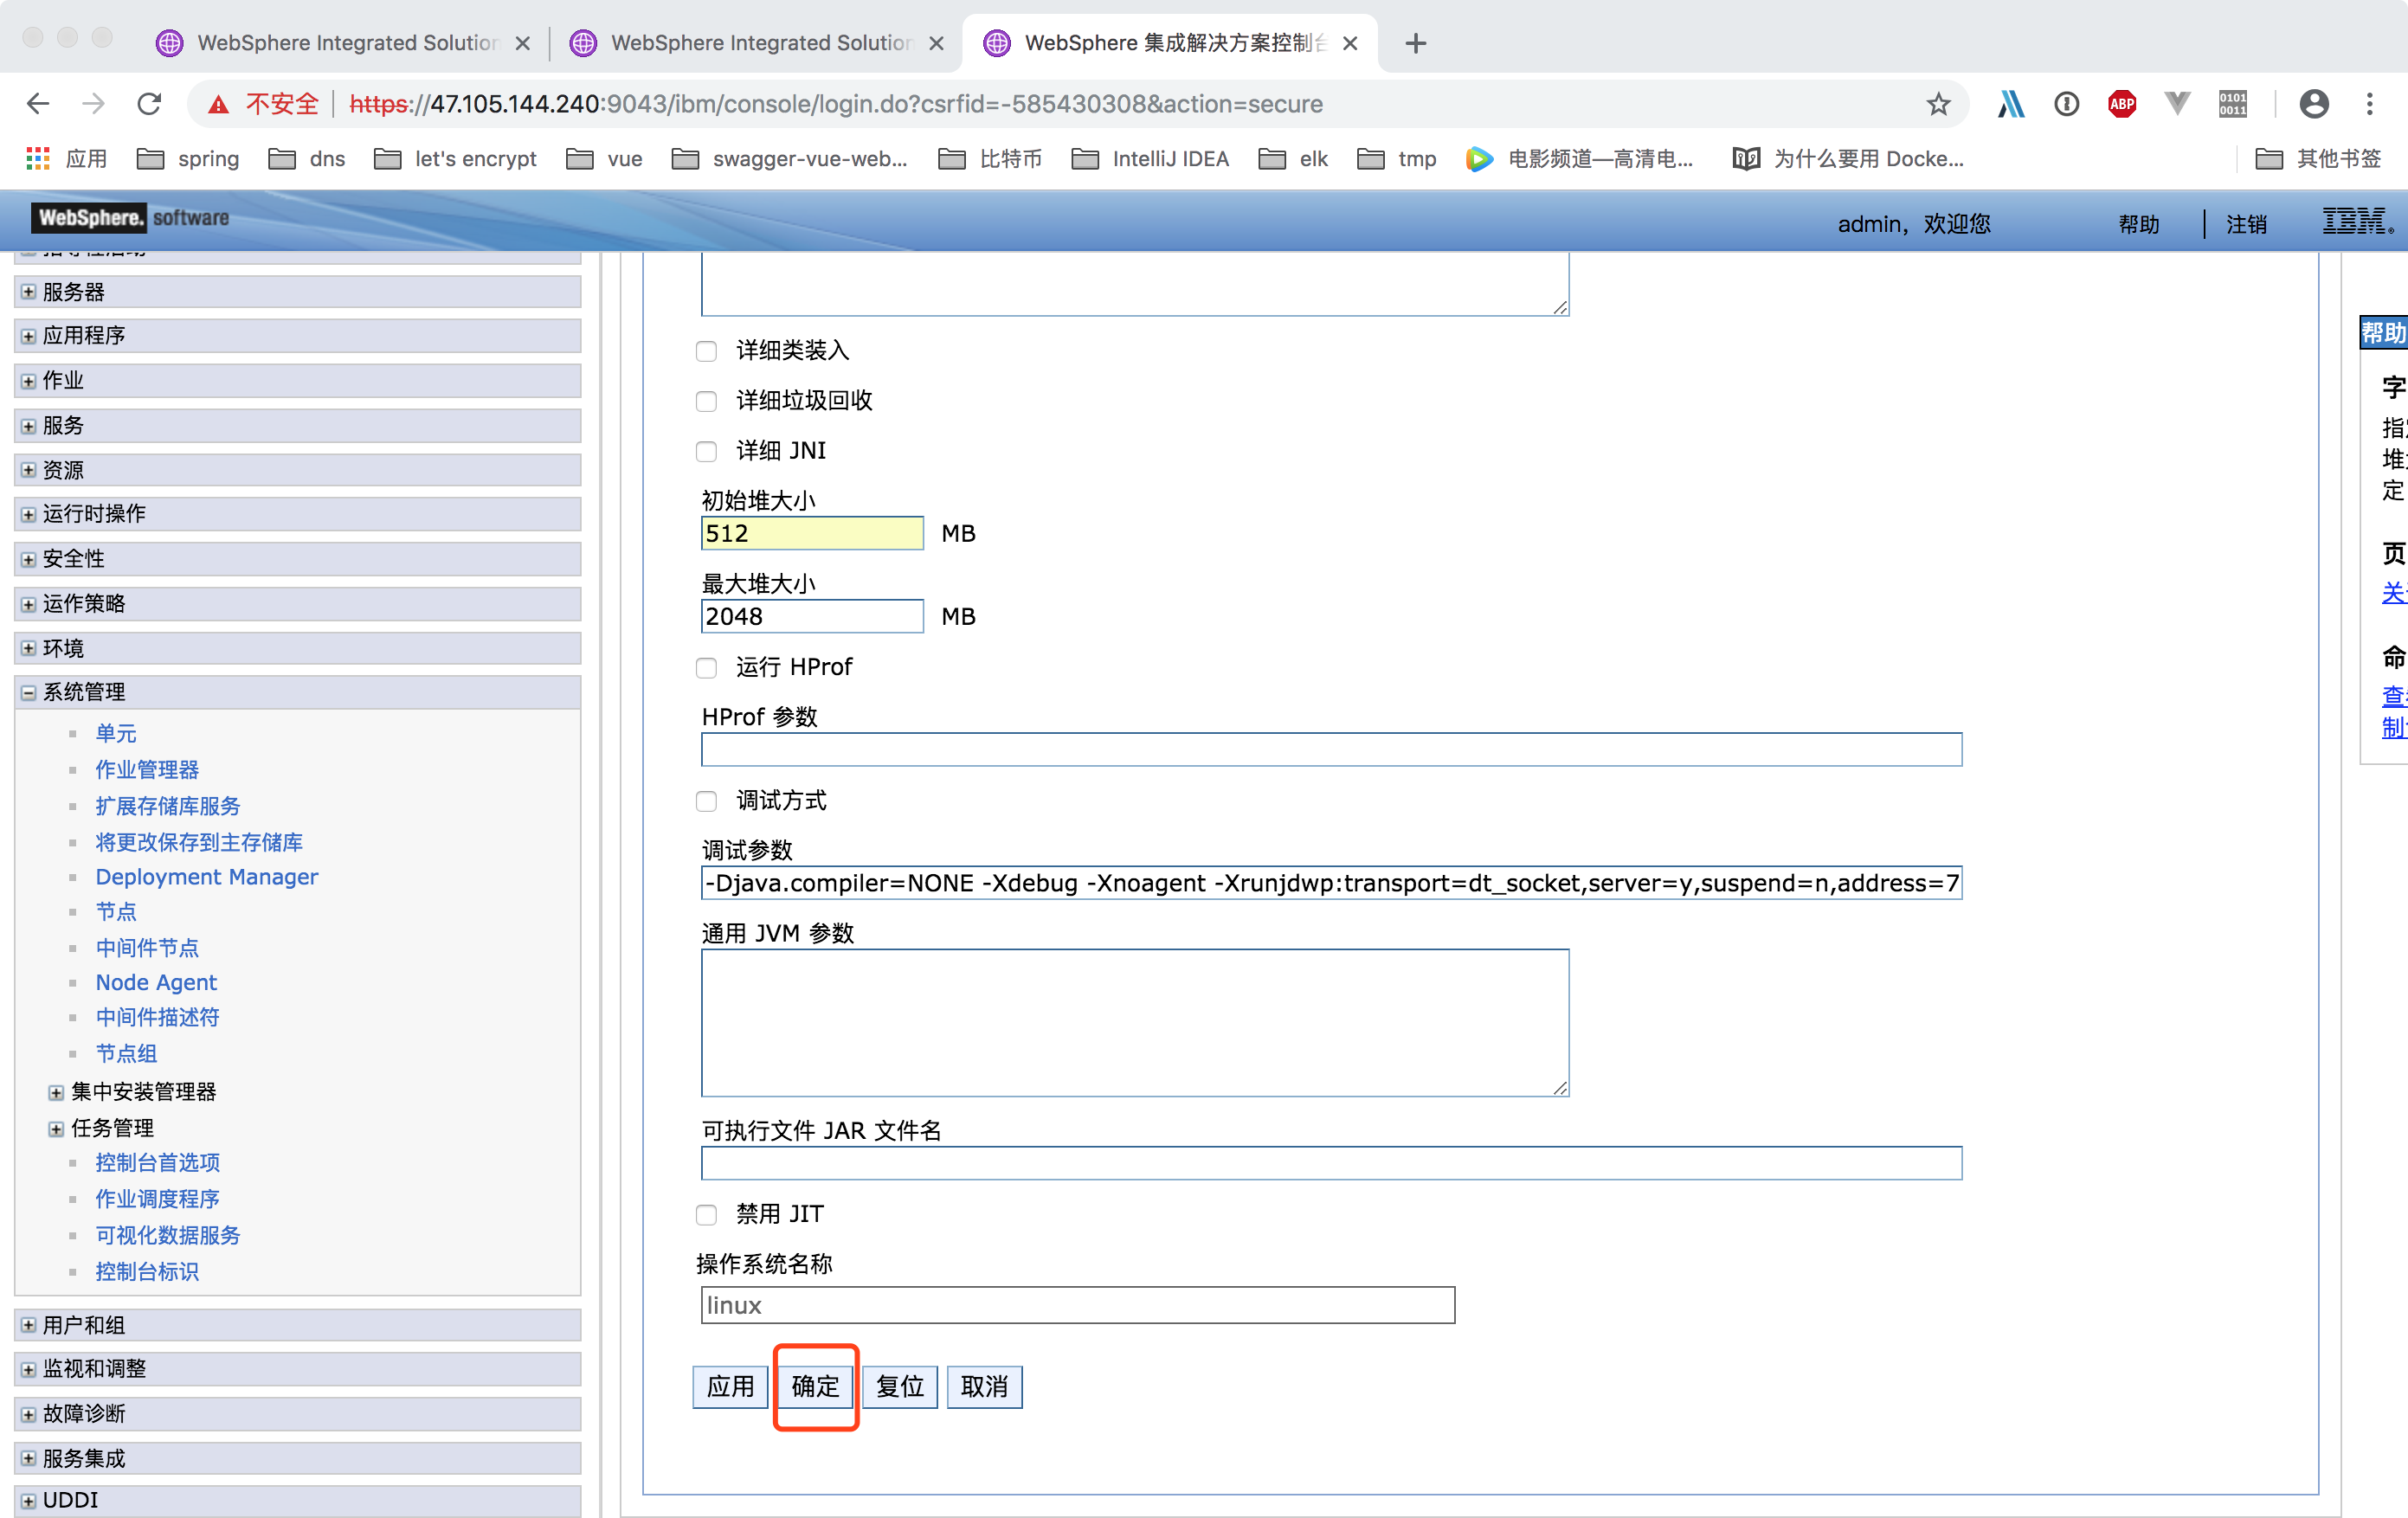 WebSphere Integrated Solution
WebSphere Integrated Solution
WebSphere 集成解决方案控制台
不安全 https://47.105.144.240:9043/ibm/console/login.do?csrfid=-585430308&action=secure
ABP
0101
0011
应用 spring dns let's encrypt vue swagger-vue-web... 比特币 IntelliJ IDEA elk tmp 电影频道—高清电... 为什么要用 Docke... 其他书签
WebSphere. software
admin，欢迎您 帮助 注销 IBM.
服务器
应用程序
作业
服务
资源
运行时操作
安全性
运作策略
环境
系统管理
单元
作业管理器
扩展存储库服务
将更改保存到主存储库
Deployment Manager
节点
中间件节点
Node Agent
中间件描述符
节点组
集中安装管理器
任务管理
控制台首选项
作业调度程序
可视化数据服务
控制台标识
用户和组
监视和调整
故障诊断
服务集成
UDDI
详细类装入
详细垃圾回收
详细 JNI
初始堆大小
512 MB
最大堆大小
2048 MB
运行 HProf
HProf 参数
调试方式
调试参数
-Djava.compiler=NONE -Xdebug -Xnoagent -Xrunjdwp:transport=dt_socket,server=y,suspend=n,address=7
通用 JVM 参数
可执行文件 JAR 文件名
禁用 JIT
操作系统名称
linux
应用 确定 复位 取消
帮助
字
指
堆
定
页
关
命
查
制